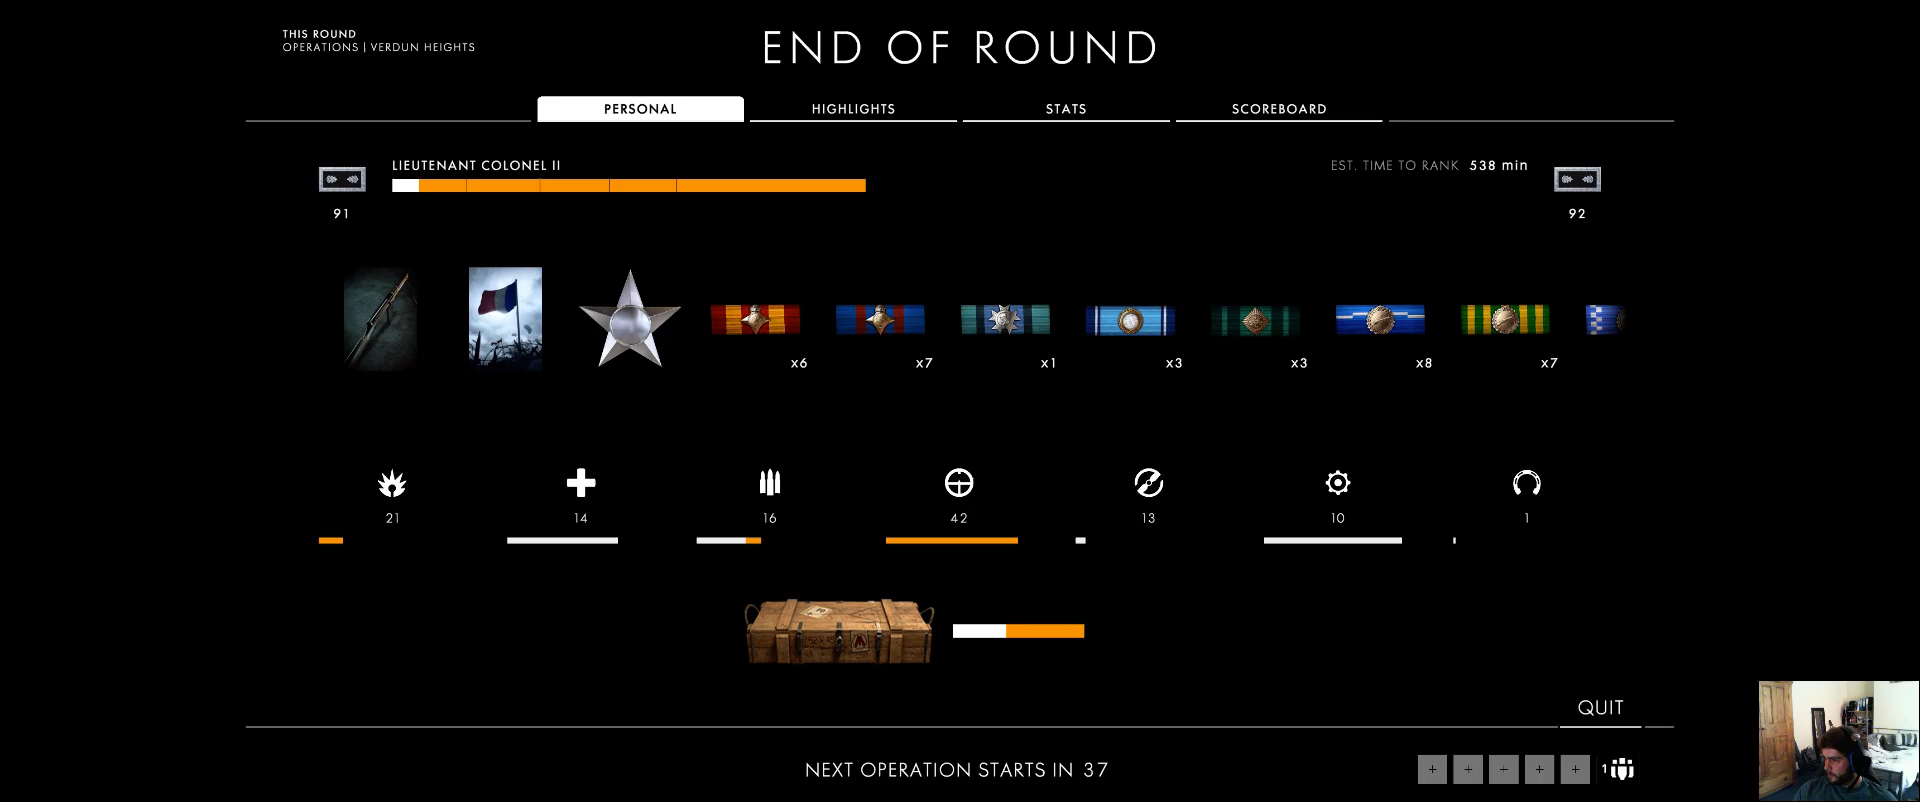 THIS ROUND
OPERATIONS | VERDUN HEIGHTS
END OF ROUND
PERSONAL
HIGHLIGHTS
STATS
SCOREBOARD
LIEUTENANT COLONEL II
EST. TIME TO RANK 538 min
91
92
x6
x7
x1
x3
x3
x8
x7
21
14
16
42
13
10
1
QUIT
NEXT OPERATION STARTS IN 37
+ + + + + 1